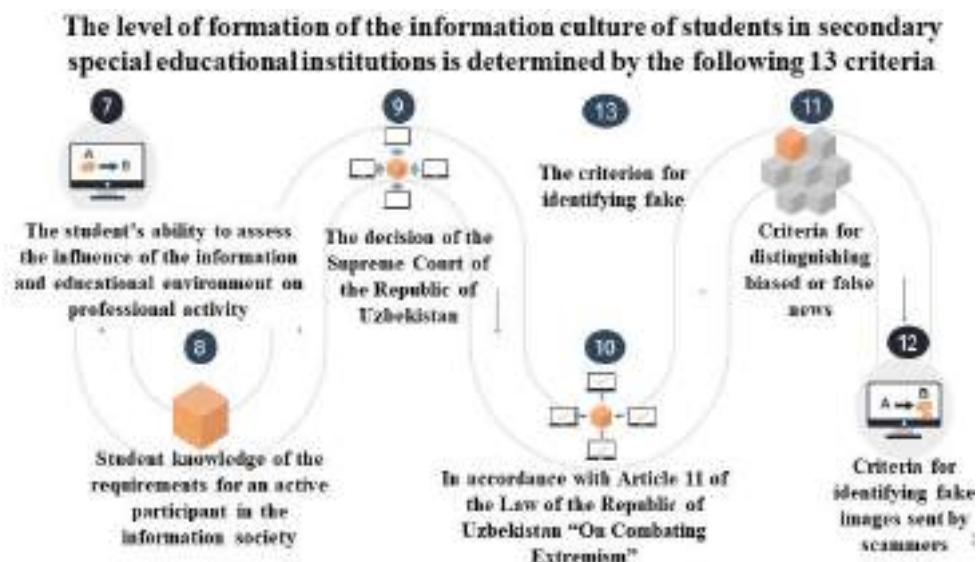 The level of formation of the information culture of students in secondary
special educational institutions is determined by the following 13 criteria
7
A
B
The student's ability to assess
the influence of the information
and educational environment on
professional activity
8
Student knowledge of the
requirements for an active
participant in the
information society
9
The decision of the
Supreme Court of
the Republic of
Uzbekistan
10
In accordance with Article 11 of
the Law of the Republic of
Uzbekistan “On Combating
Extremism”
13
The criterion for
identifying fake
11
Criteria for
distinguishing
biased or false
news
12
A
B
Criteria for
identifying fake
images sent by
scammers